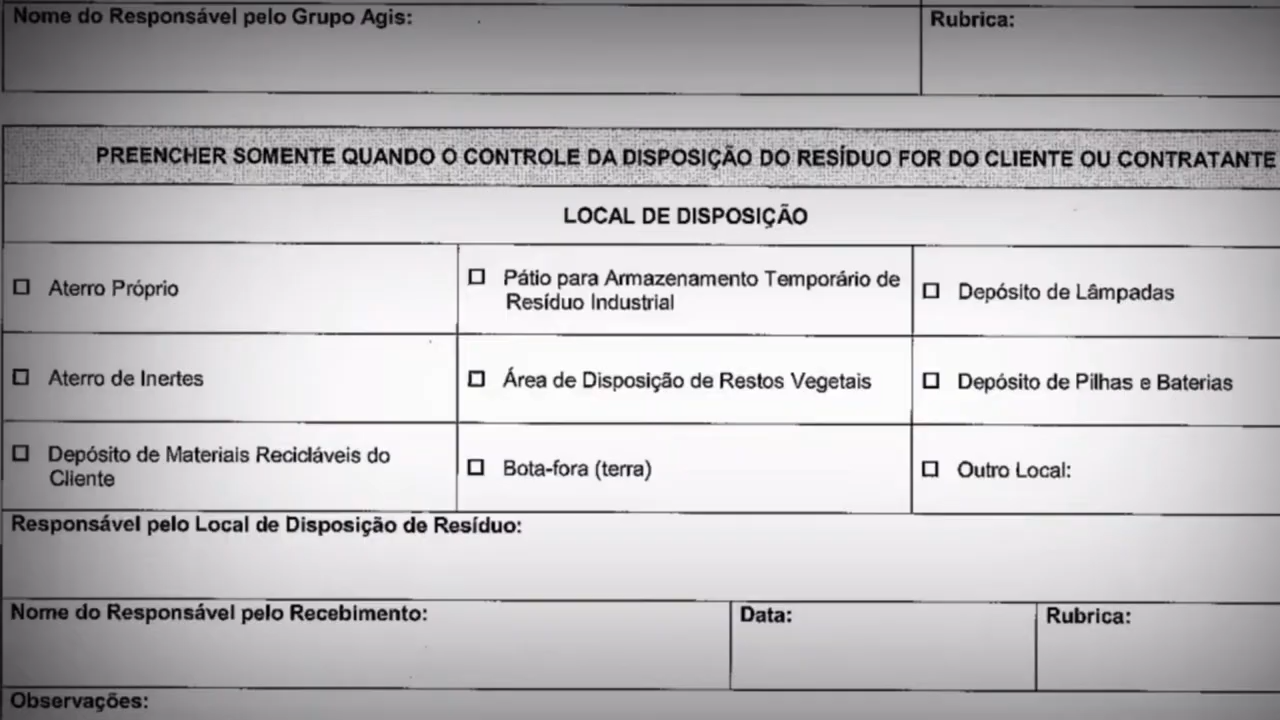 Nome do Responsável pelo Grupo Agis:
Rubrica:
PREENCHER SOMENTE QUANDO O CONTROLE DA DISPOSIÇÃO DO RESÍDUO FOR DO CLIENTE OU CONTRATANTE
LOCAL DE DISPOSIÇÃO
Aterro Próprio
Pátio para Armazenamento Temporário de
Resíduo Industrial
Depósito de Lâmpadas
Aterro de Inertes
Área de Disposição de Restos Vegetais
Depósito de Pilhas e Baterias
Depósito de Materiais Recicláveis do
Cliente
Bota-fora (terra)
Outro Local:
Responsável pelo Local de Disposição de Resíduo:
Nome do Responsável pelo Recebimento:
Data:
Rubrica:
Observações: